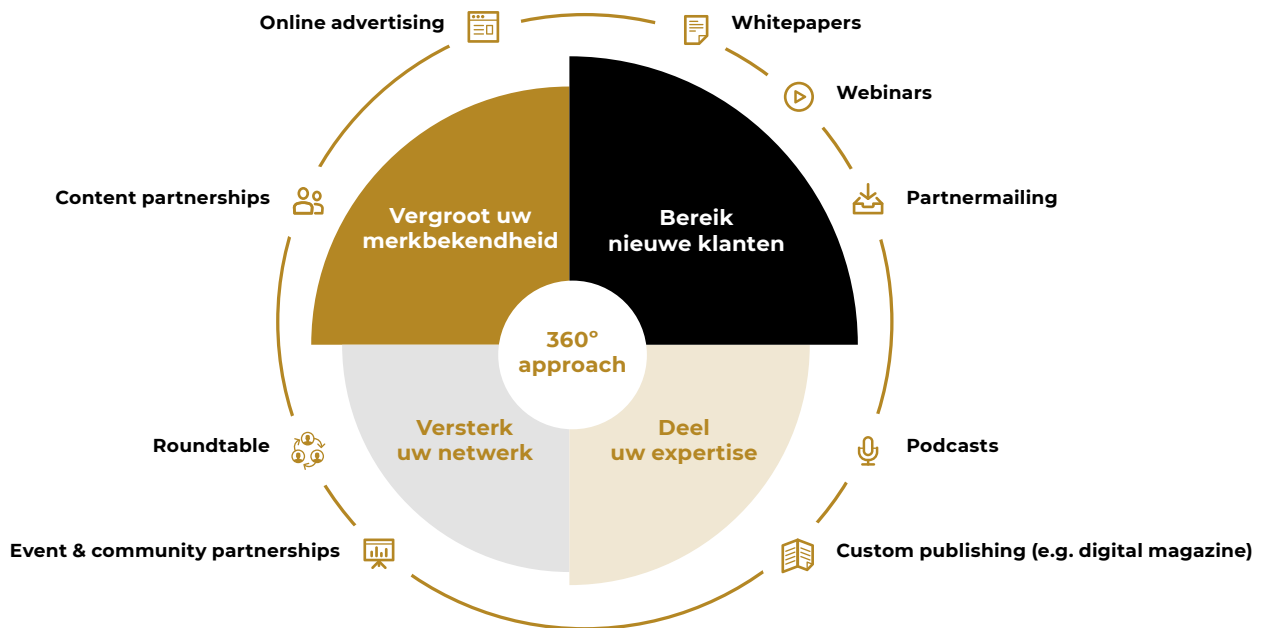 Online advertising
Whitepapers
Webinars
Content partnerships
Partnermailing
Vergroot uw
merkbekendheid
Bereik
nieuwe klanten
360º
approach
Versterk
uw netwerk
Deel
uw expertise
Roundtable
Podcasts
Event & community partnerships
Custom publishing (e.g. digital magazine)